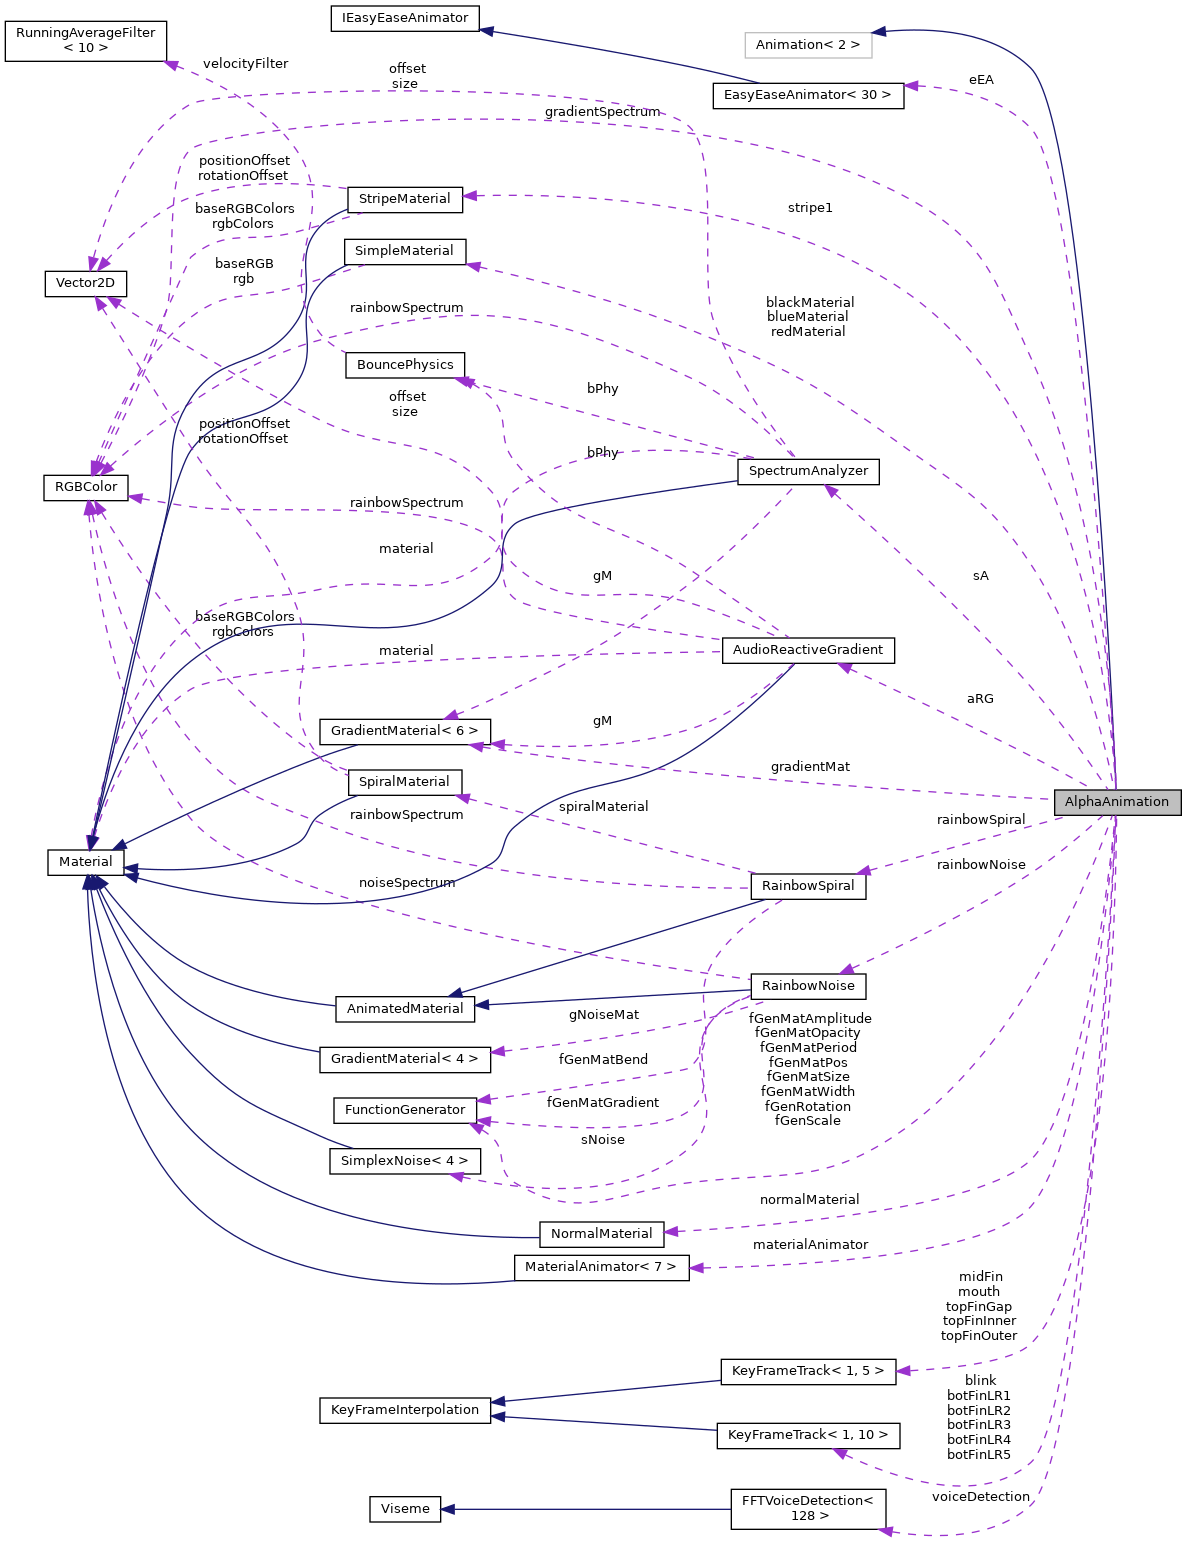 IEasyEaseAnimator
RunningAverageFilter
< 10 >
Animation< 2 >
velocityFilter
offset
size
eEA
EasyEaseAnimator< 30 >
gradientSpectrum
positionOffset
rotationOffset
StripeMaterial
stripe1
baseRGBColors
rgbColors
SimpleMaterial
baseRGB
rgb
Vector2D
rainbowSpectrum
blackMaterial
blueMaterial
redMaterial
BouncePhysics
bPhy
offset
size
positionOffset
rotationOffset
bPhy
SpectrumAnalyzer
RGBColor
rainbowSpectrum
material
gM
sA
baseRGBColors
rgbColors
material
AudioReactiveGradient
aRG
gM
GradientMaterial< 6 >
gradientMat
SpiralMaterial
spiralMaterial
AlphaAnimation
rainbowSpectrum
rainbowSpiral
Material
rainbowNoise
noiseSpectrum
RainbowSpiral
RainbowNoise
AnimatedMaterial
gNoiseMat
fGenMatAmplitude
fGenMatOpacity
fGenMatPeriod
fGenMatPos
fGenMatSize
fGenMatWidth
fGenRotation
fGenScale
GradientMaterial< 4 >
fGenMatBend
FunctionGenerator
fGenMatGradient
sNoise
SimplexNoise< 4 >
normalMaterial
NormalMaterial
materialAnimator
MaterialAnimator< 7 >
midFin
mouth
topFinGap
topFinInner
topFinOuter
KeyFrameTrack< 1, 5 >
blink
botFinLR1
botFinLR2
botFinLR3
botFinLR4
botFinLR5
KeyFrameInterpolation
KeyFrameTrack< 1, 10 >
voiceDetection
Viseme
FFTVoiceDetection<
128 >